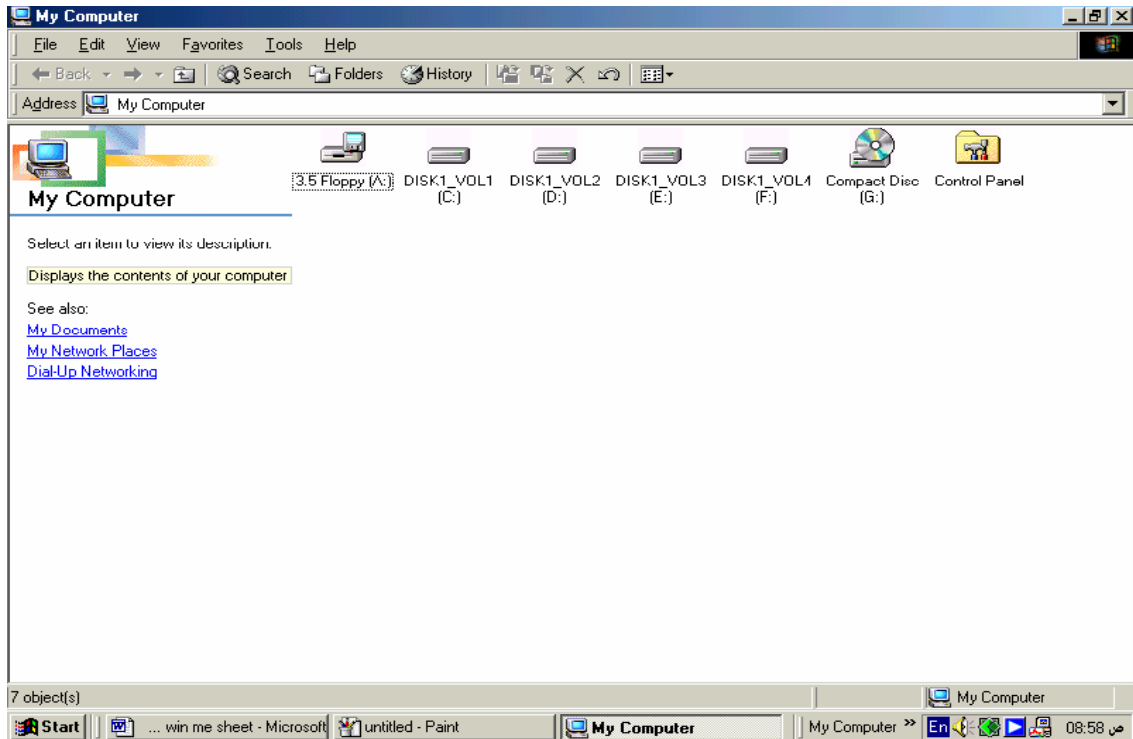 My Computer
File Edit View Favorites Tools Help
Back Search Folders History
Address My Computer
3.5 Floppy (A:) DISK1_VOL1 (C:) DISK1_VOL2 (D:) DISK1_VOL3 (E:) DISK1_VOL4 (F:) Compact Disc (G:) Control Panel
My Computer
Select an item to view its description.
Displays the contents of your computer
See also:
My Documents
My Network Places
Dial-Up Networking
7 object(s) My Computer
Start ... win me sheet - Microsoft untitled - Paint My Computer My Computer » En 08:58 ص